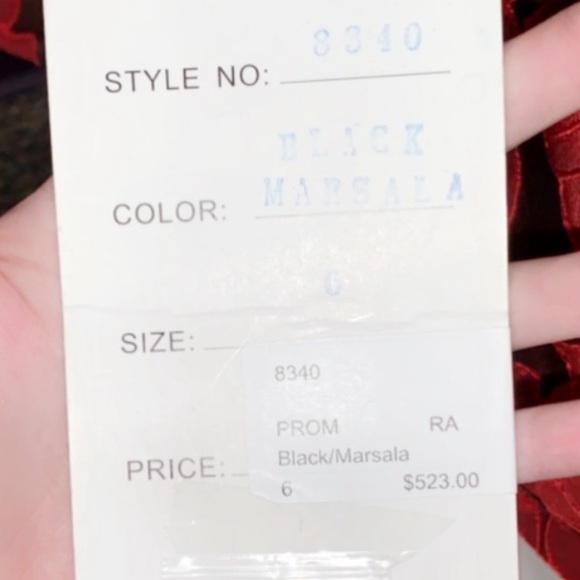 8340
STYLE NO:
BLACK
MARSALA
COLOR:
6
SIZE:
8340
PROM RA
Black/Marsala
PRICE:
6 $523.00